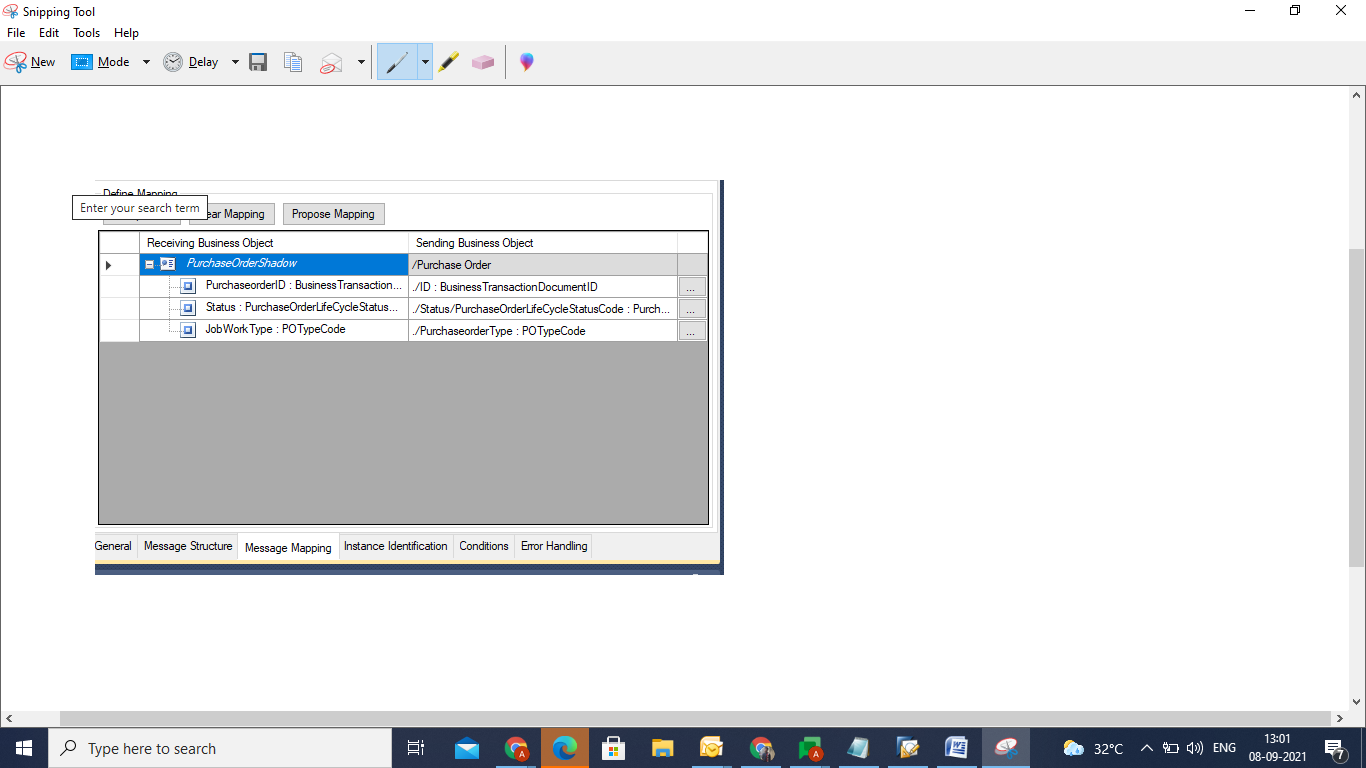 Snipping Tool
File Edit Tools Help
New Mode Delay
Define Mapping
Enter your search term
ear Mapping Propose Mapping
Receiving Business Object Sending Business Object
PurchaseOrderShadow /Purchase Order
PurchaseorderID : BusinessTransaction... ./ID : BusinessTransactionDocumentID
...
Status : PurchaseOrderLifeCycleStatus... ./Status/PurchaseOrderLifeCycleStatusCode : Purch...
...
JobWorkType : POTypeCode ./PurchaseorderType : POTypeCode
...
General Message Structure Message Mapping Instance Identification Conditions Error Handling
Type here to search
32°C ENG 13:01
08-09-2021
7